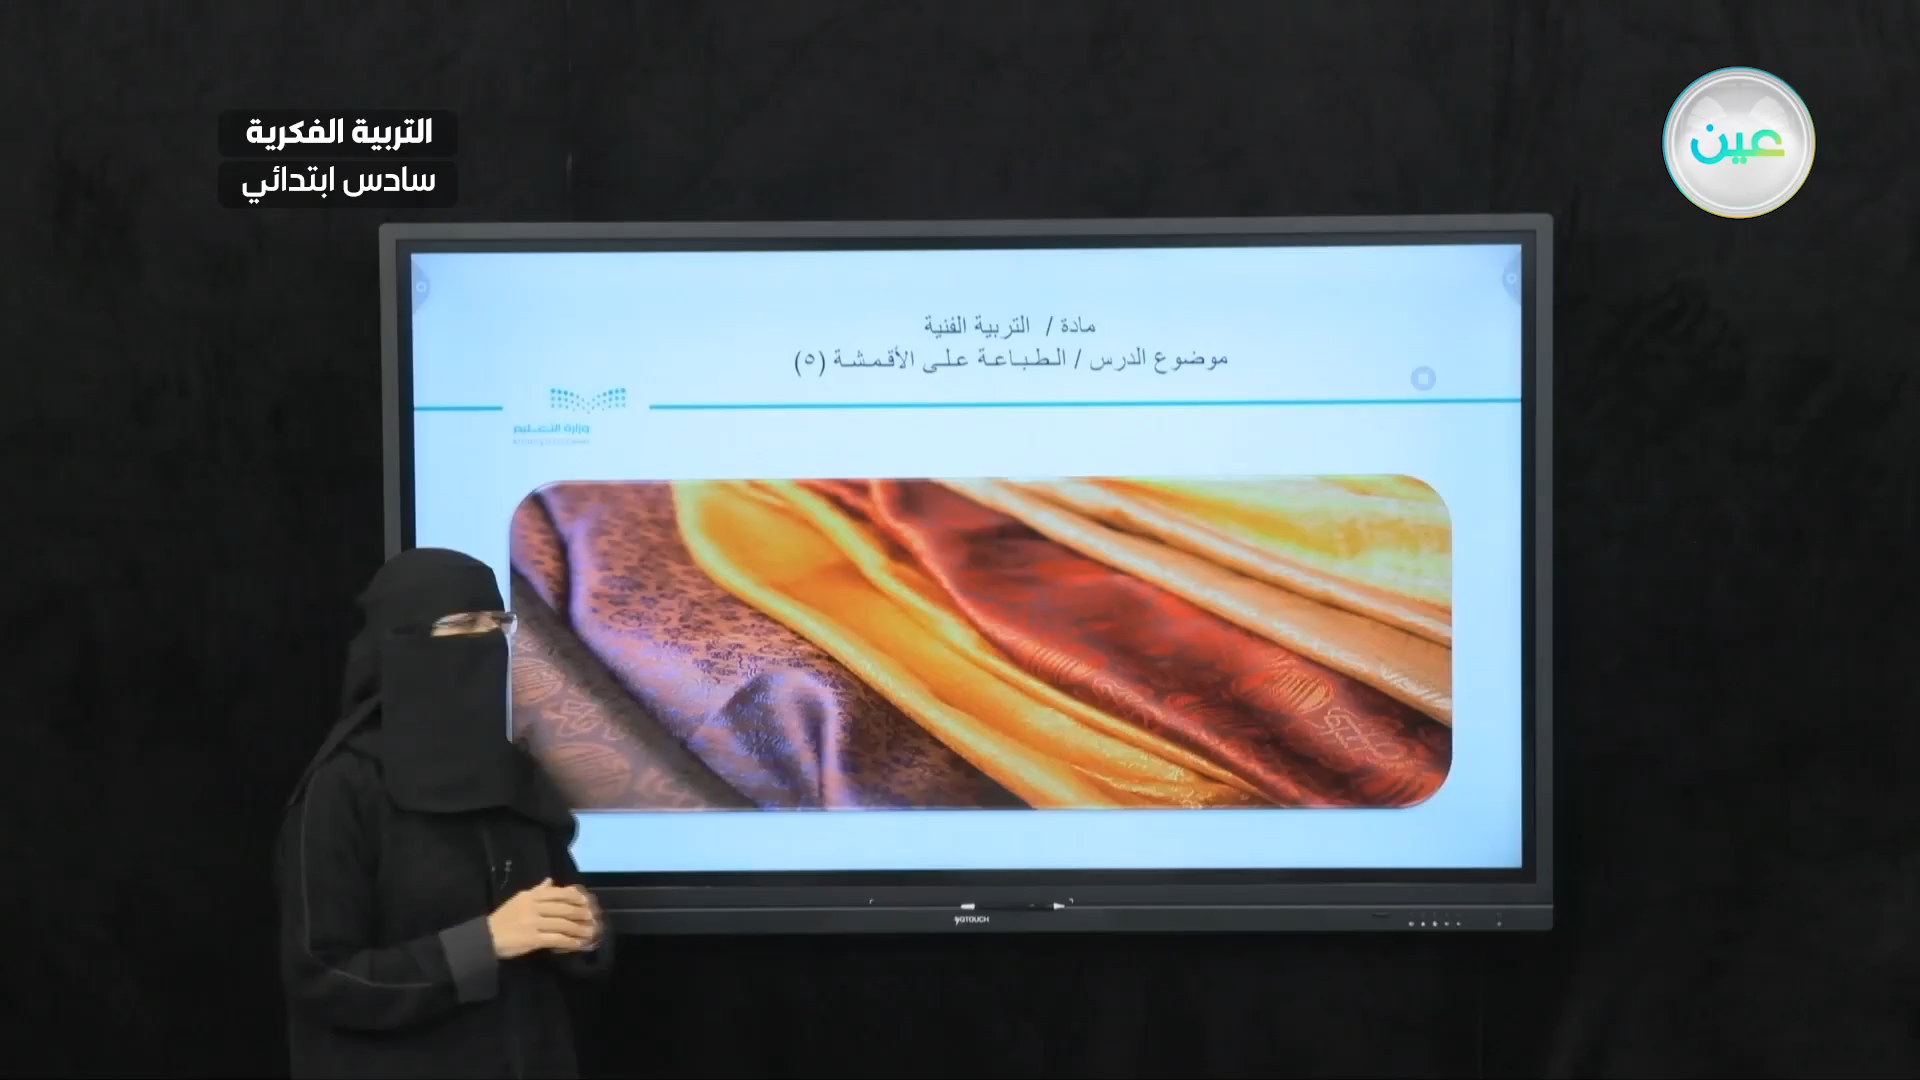 التربية الفكرية
سادس ابتدائي
عين
مادة / التربية الفنية
موضوع الدرس / الطباعة على الأقمشة (٥)
وزارة التعليم